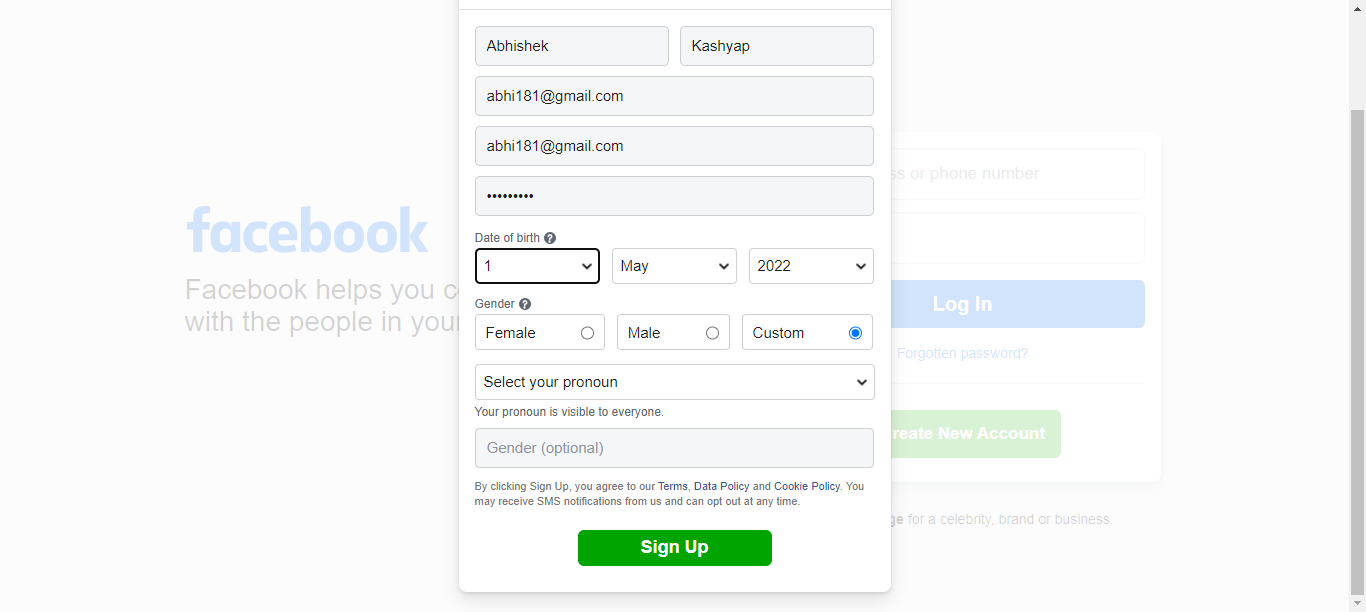 Abhishek Kashyap
abhi181@gmail.com
abhi181@gmail.com
•••••••••
Date of birth ?
1 May 2022
Gender ?
Female Male Custom
Select your pronoun
Your pronoun is visible to everyone.
Gender (optional)
By clicking Sign Up, you agree to our Terms, Data Policy and Cookie Policy. You
may receive SMS notifications from us and can opt out at any time.
Sign Up
facebook
Facebook helps you c
with the people in your
ss or phone number
Log In
Forgotten password?
reate New Account
ge for a celebrity, brand or business.